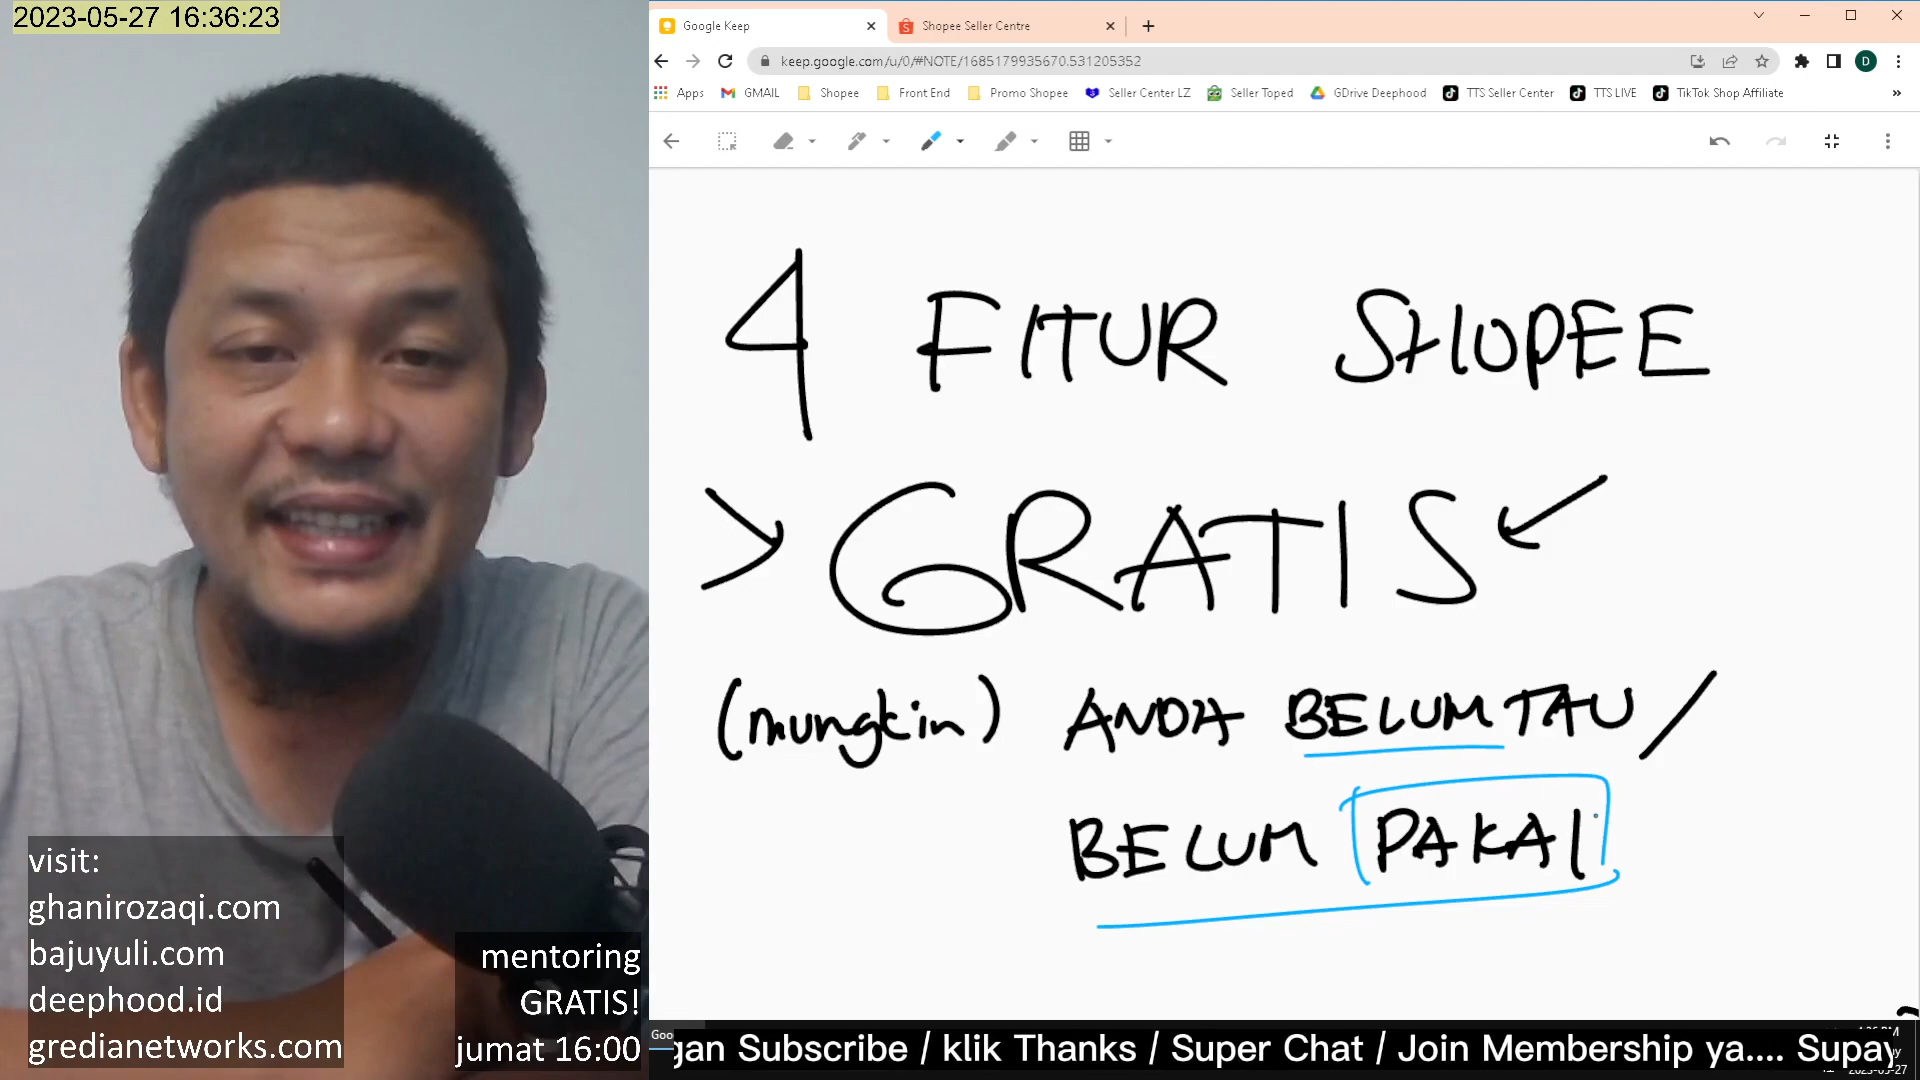 2023-05-27 16:36:23
Google Keep
Shopee Seller Centre
keep.google.com/u/0/#NOTE/1685179935670.531205352
Apps GMAIL Shopee Front End Promo Shopee Seller Center LZ Seller Toped GDrive Deephood TTS Seller Center TTS LIVE TikTok Shop Affiliate
D
4 FITUR SHOPEE
> GRATIS
(mungkin) ANDA BELUM TAU /
BELUM PAKAI
visit:
ghanirozaqi.com
bajuyuli.com
deephood.id
gredianetworks.com
mentoring
GRATIS!
jumat 16:00
Goo
gan Subscribe / klik Thanks / Super Chat / Join Membership ya.... Supay